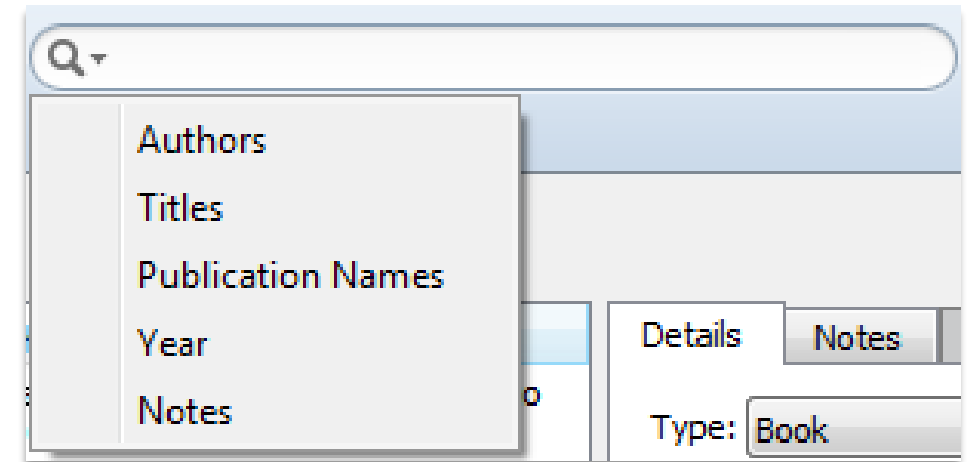 Authors
Titles
Publication Names
Year
Notes
Details
Notes
Type: Book